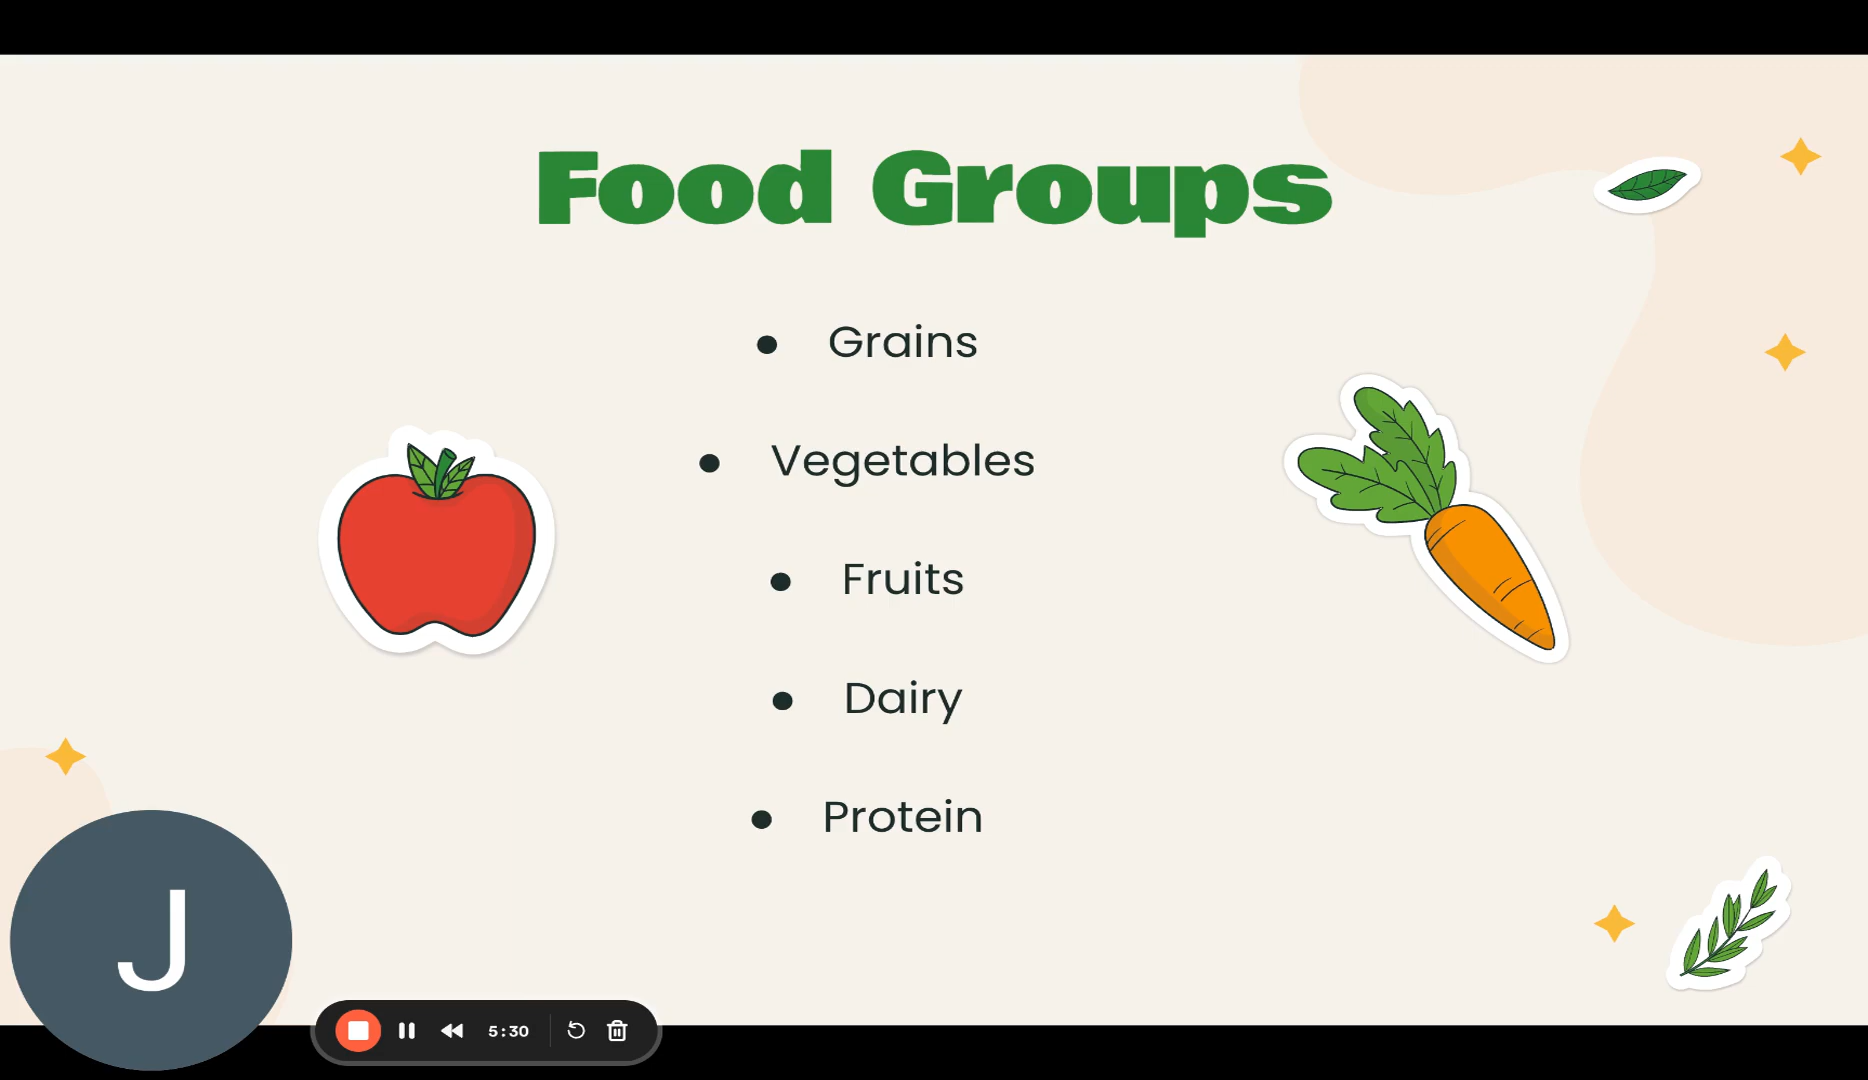 Food Groups
● Grains
● Vegetables
● Fruits
● Dairy
● Protein
J
5:30